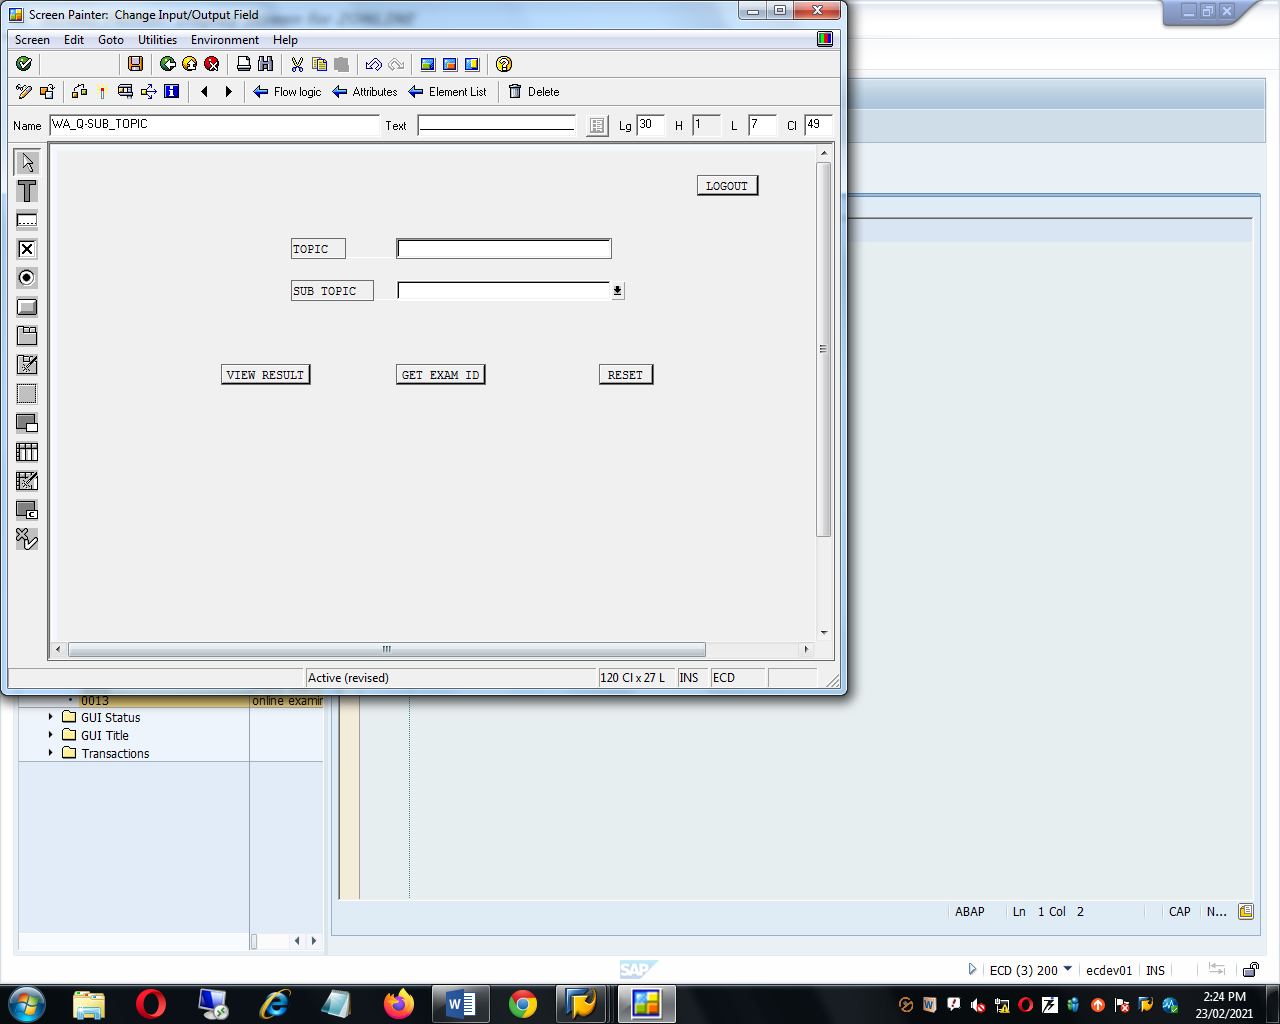 Screen Painter: Change Input/Output Field
Screen Edit Goto Utilities Environment Help
Flow logic Attributes Element List Delete
Name WA_Q-SUB_TOPIC Text Lg 30 H 1 L 7 Cl 49
LOGOUT
TOPIC
SUB TOPIC
VIEW RESULT GET EXAM ID RESET
Active (revised) 120 Cl x 27 L INS ECD
0013 online examin
GUI Status
GUI Title
Transactions
ABAP Ln 1 Col 2 CAP N...
SAP
ECD (3) 200 ecdev01 INS
2:24 PM
23/02/2021